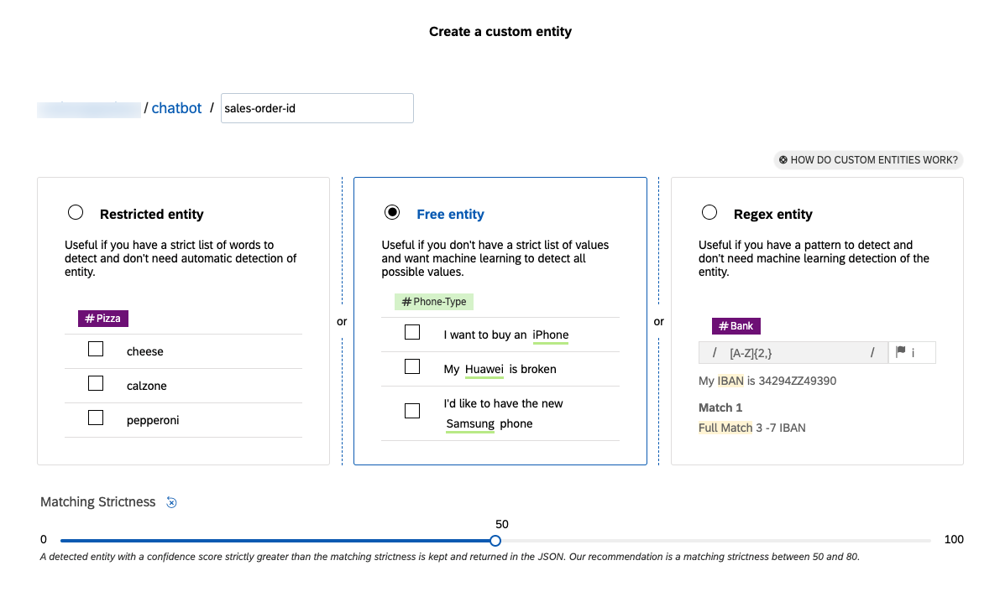 Create a custom entity
/ chatbot / sales-order-id
HOW DO CUSTOM ENTITIES WORK?
Restricted entity
Useful if you have a strict list of words to
detect and don't need automatic detection of
entity.
#Pizza
cheese
calzone
pepperoni
or
Free entity
Useful if you don't have a strict list of values
and want machine learning to detect all
possible values.
#Phone-Type
I want to buy an iPhone
My Huawei is broken
I'd like to have the new
Samsung phone
or
Regex entity
Useful if you have a pattern to detect and
don't need machine learning detection of the
entity.
#Bank
/ [A-Z]{2,} / i
My IBAN is 34294ZZ49390
Match 1
Full Match 3 -7 IBAN
Matching Strictness
50
0 100
A detected entity with a confidence score strictly greater than the matching strictness is kept and returned in the JSON. Our recommendation is a matching strictness between 50 and 80.